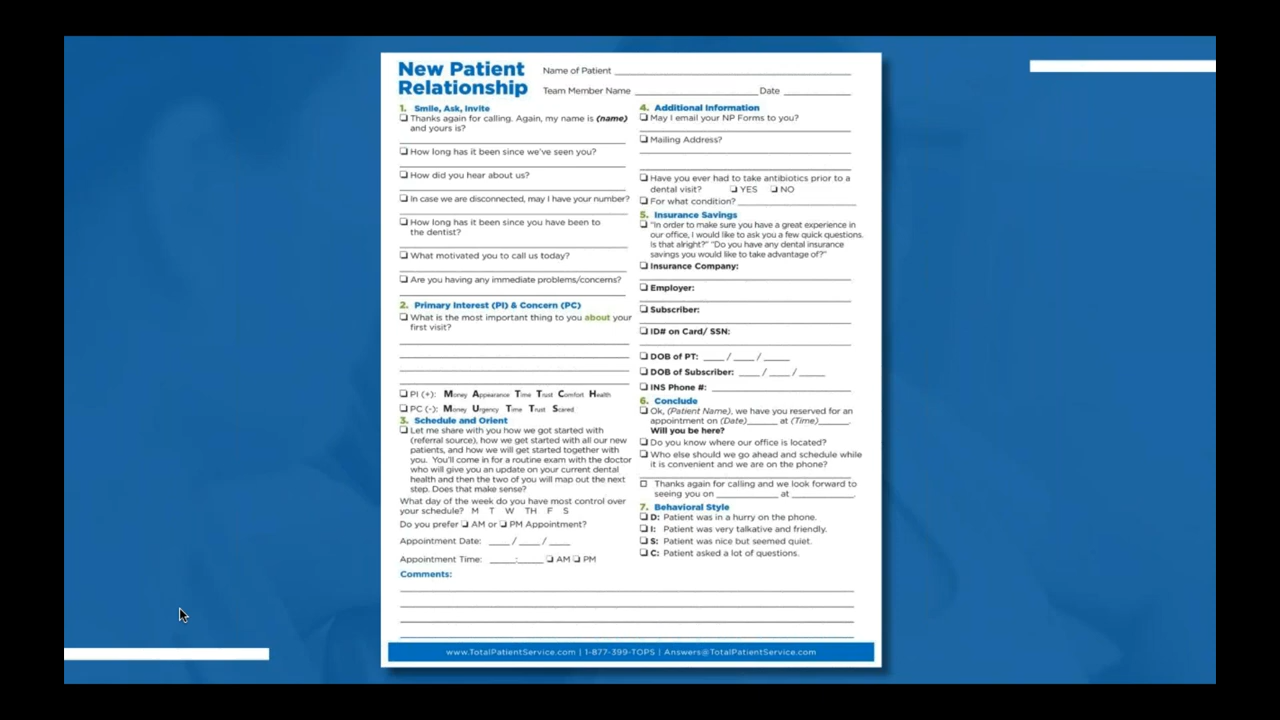 New Patient
Relationship
Name of Patient
Team Member Name Date
1. Smile, Ask, Invite
Thanks again for calling. Again, my name is (name)
and yours is?
How long has it been since we've seen you?
How did you hear about us?
In case we are disconnected, may I have your number?
How long has it been since you have been to
the dentist?
What motivated you to call us today?
Are you having any immediate problems/concerns?
2. Primary Interest (PI) & Concern (PC)
What is the most important thing to you about your
first visit?
PI (+): Money Appearance Time Trust Comfort Health
PC (-): Money Urgency Time Trust Scared
3. Schedule and Orient
Let me share with you how we got started with
(referral source), how we get started with all our new
patients, and how we will get started together with
you. You'll come in for a routine exam with the doctor
who will give you an update on your current dental
health and then the two of you will map out the next
step. Does that make sense?
What day of the week do you have most control over
your schedule? M T W TH F S
Do you prefer AM or PM Appointment?
Appointment Date: ____ / ____ / ____
Appointment Time: _____:_____ AM PM
4. Additional Information
May I email your NP Forms to you?
Mailing Address?
Have you ever had to take antibiotics prior to a
dental visit? YES NO
For what condition?
5. Insurance Savings
"In order to make sure you have a great experience in
our office, I would like to ask you a few quick questions.
Is that alright?" "Do you have any dental insurance
savings you would like to take advantage of?"
Insurance Company:
Employer:
Subscriber:
ID# on Card/ SSN:
DOB of PT: ____ / ____ / _____
DOB of Subscriber: ____ / ____ / _____
INS Phone #:
6. Conclude
Ok, (Patient Name), we have you reserved for an
appointment on (Date)______ at (Time)______.
Will you be here?
Do you know where our office is located?
Who else should we go ahead and schedule while
it is convenient and we are on the phone?
Thanks again for calling and we look forward to
seeing you on ____________ at ____________.
7. Behavioral Style
D: Patient was in a hurry on the phone.
I: Patient was very talkative and friendly.
S: Patient was nice but seemed quiet.
C: Patient asked a lot of questions.
Comments:
www.TotalPatientService.com | 1-877-399-TOPS | Answers@TotalPatientService.com